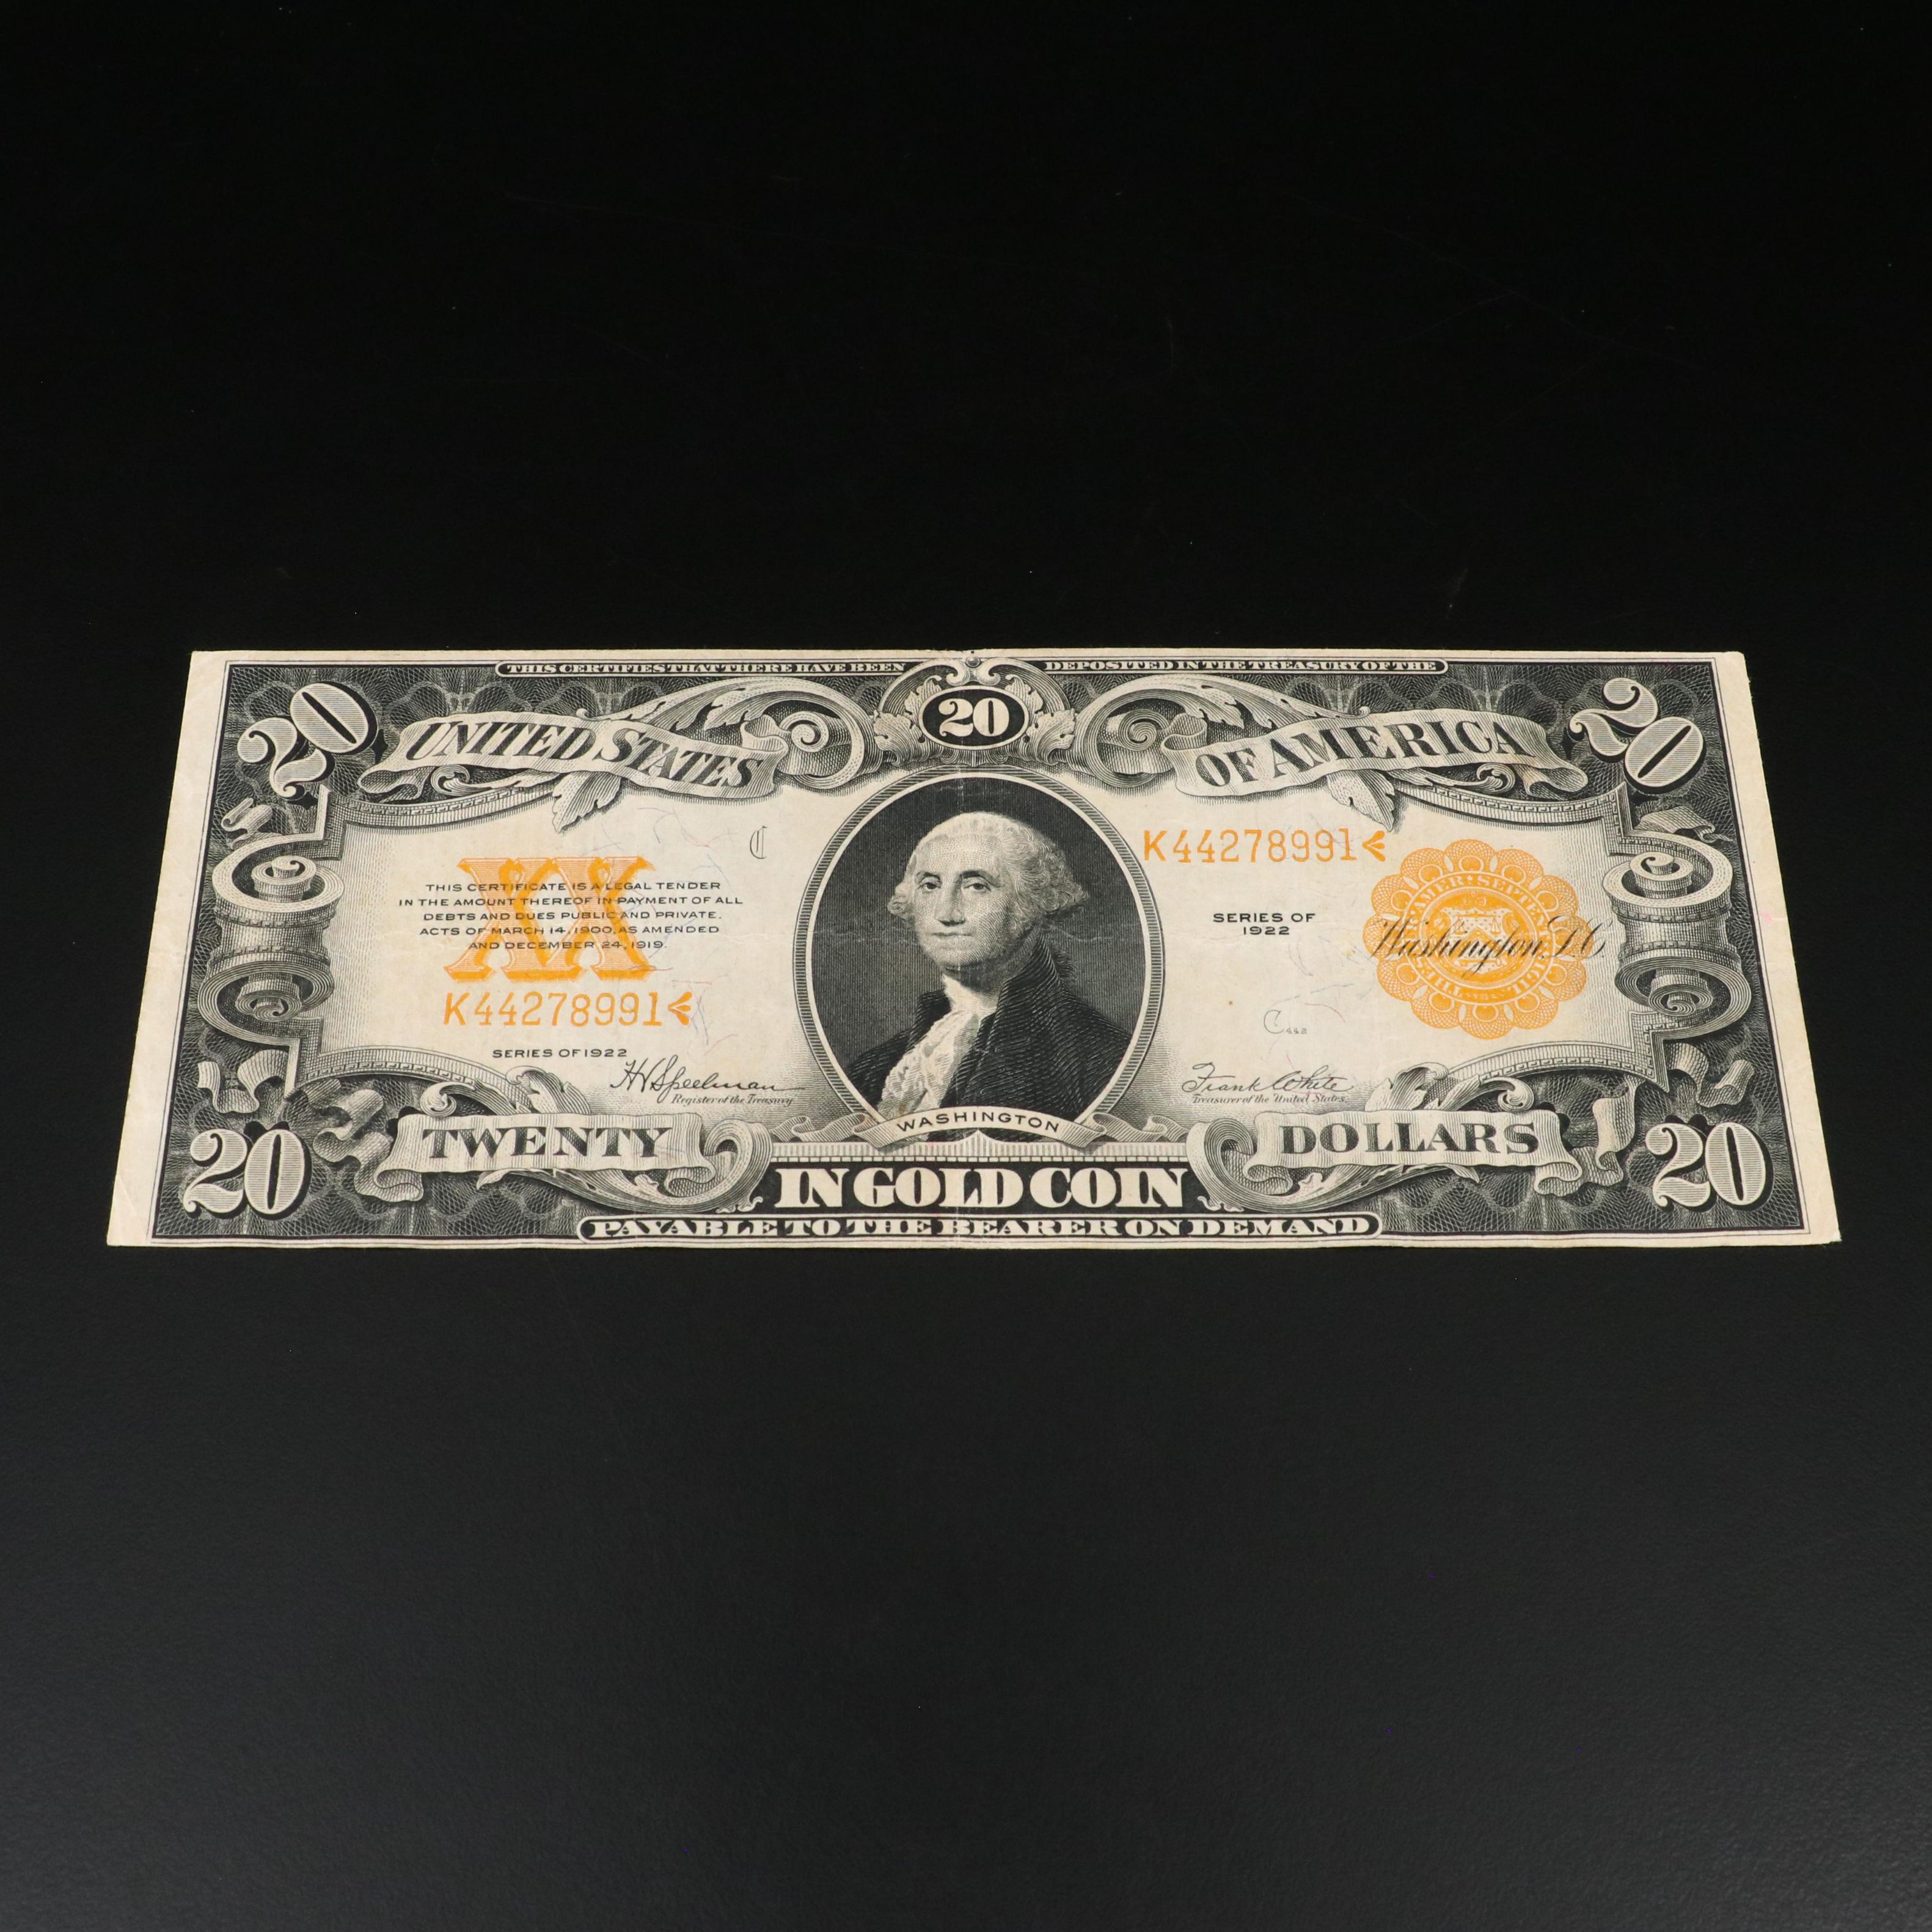 THIS CERTIFIES THAT THERE HAVE BEEN DEPOSITED IN THE TREASURY OF THE
20 20 20
UNITED STATES OF AMERICA
C
K44278991
XX
THIS CERTIFICATE IS A LEGAL TENDER
IN THE AMOUNT THEREOF IN PAYMENT OF ALL
DEBTS AND DUES PUBLIC AND PRIVATE.
ACTS OF MARCH 14, 1900, AS AMENDED
AND DECEMBER 24, 1919.
SERIES OF
1922
Washington, D.C.
K44278991
C442
SERIES OF 1922
H V Speelman
Register of the Treasury.
Frank White
Treasurer of the United States.
WASHINGTON
20 TWENTY DOLLARS 20
IN GOLD COIN
PAYABLE TO THE BEARER ON DEMAND